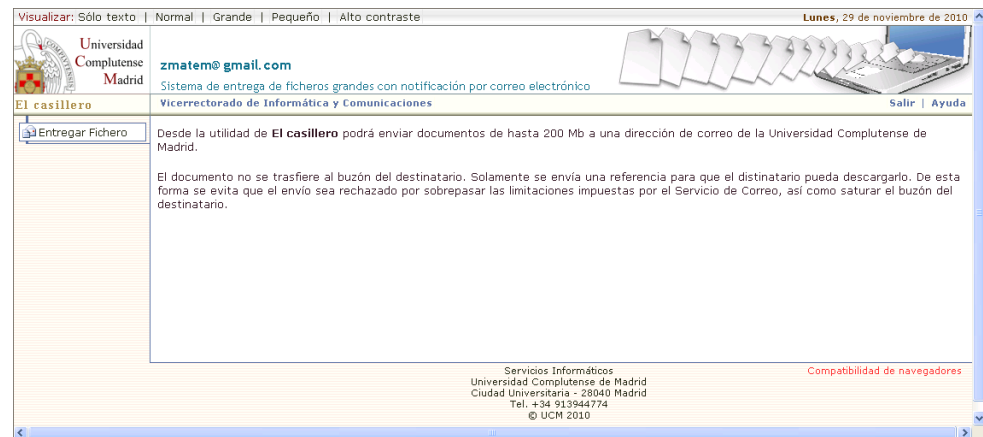 Visualizar: Sólo texto | Normal | Grande | Pequeño | Alto contraste
Lunes, 29 de noviembre de 2010
Universidad
Complutense
Madrid
zmatem@gmail.com
Sistema de entrega de ficheros grandes con notificación por correo electrónico
El casillero
Vicerrectorado de Informática y Comunicaciones
Salir | Ayuda
Entregar Fichero
Desde la utilidad de El casillero podrá enviar documentos de hasta 200 Mb a una dirección de correo de la Universidad Complutense de
Madrid.
El documento no se trasfiere al buzón del destinatario. Solamente se envía una referencia para que el distinatario pueda descargarlo. De esta
forma se evita que el envío sea rechazado por sobrepasar las limitaciones impuestas por el Servicio de Correo, así como saturar el buzón del
destinatario.
Servicios Informáticos
Universidad Complutense de Madrid
Ciudad Universitaria - 28040 Madrid
Tel. +34 913944774
© UCM 2010
Compatibilidad de navegadores